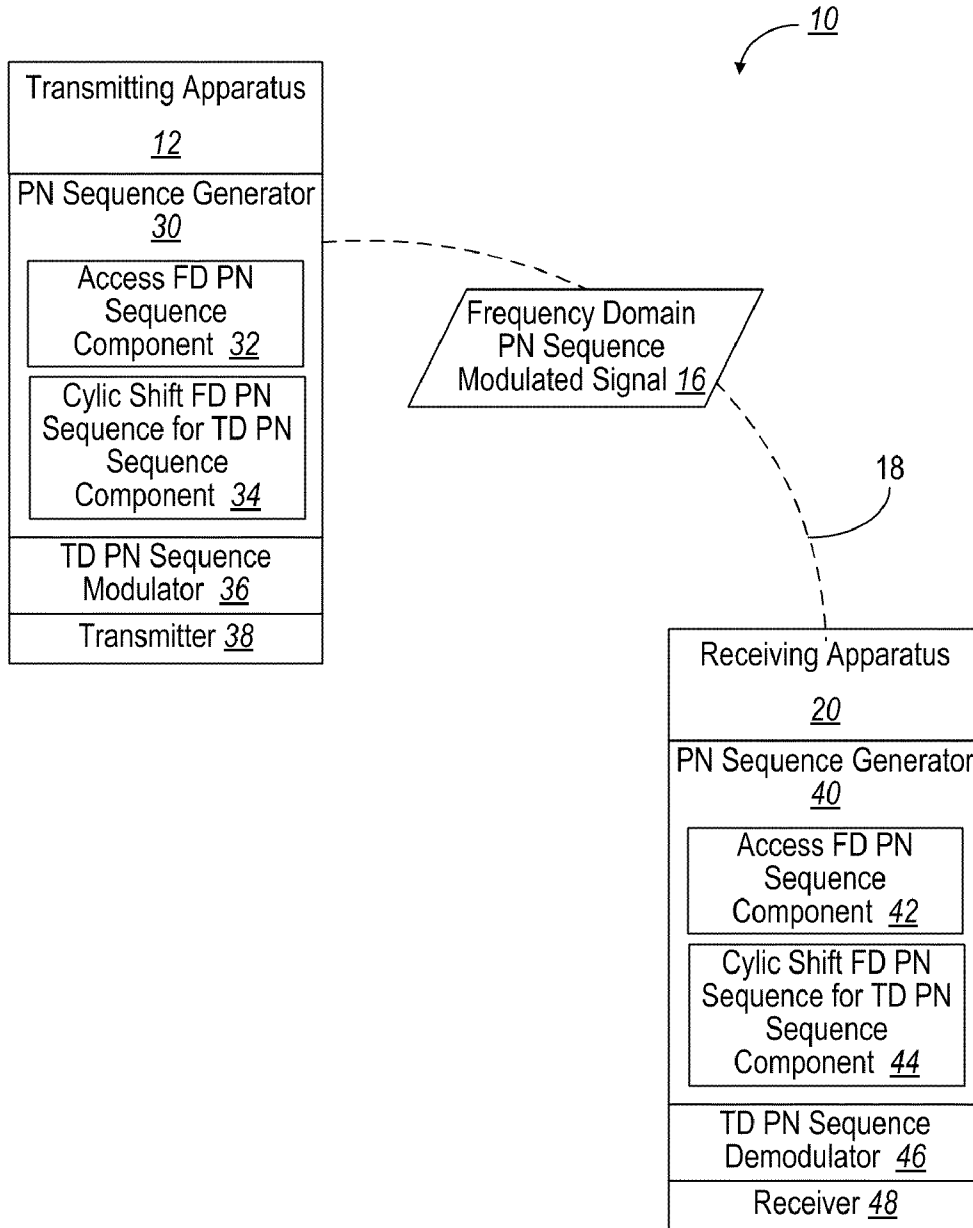 10
Transmitting Apparatus
12
PN Sequence Generator
30
Access FD PN
Sequence
Component 32
Cylic Shift FD PN
Sequence for TD PN
Sequence
Component 34
TD PN Sequence
Modulator 36
Transmitter 38
Frequency Domain
PN Sequence
Modulated Signal 16
18
Receiving Apparatus
20
PN Sequence Generator
40
Access FD PN
Sequence
Component 42
Cylic Shift FD PN
Sequence for TD PN
Sequence
Component 44
TD PN Sequence
Demodulator 46
Receiver 48